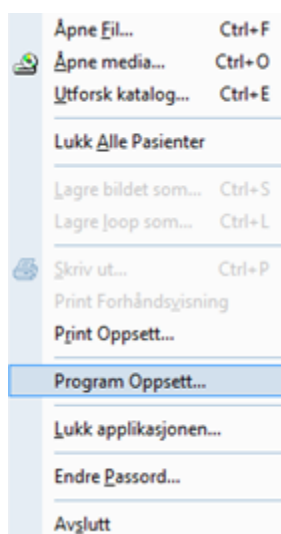 Åpne Fil... Ctrl+F
Åpne media... Ctrl+O
Utforsk katalog... Ctrl+E
Lukk Alle Pasienter
Lagre bildet som... Ctrl+S
Lagre loop som... Ctrl+L
Skriv ut... Ctrl+P
Print Forhåndsvisning
Print Oppsett...
Program Oppsett...
Lukk applikasjonen...
Endre Passord...
Avslutt